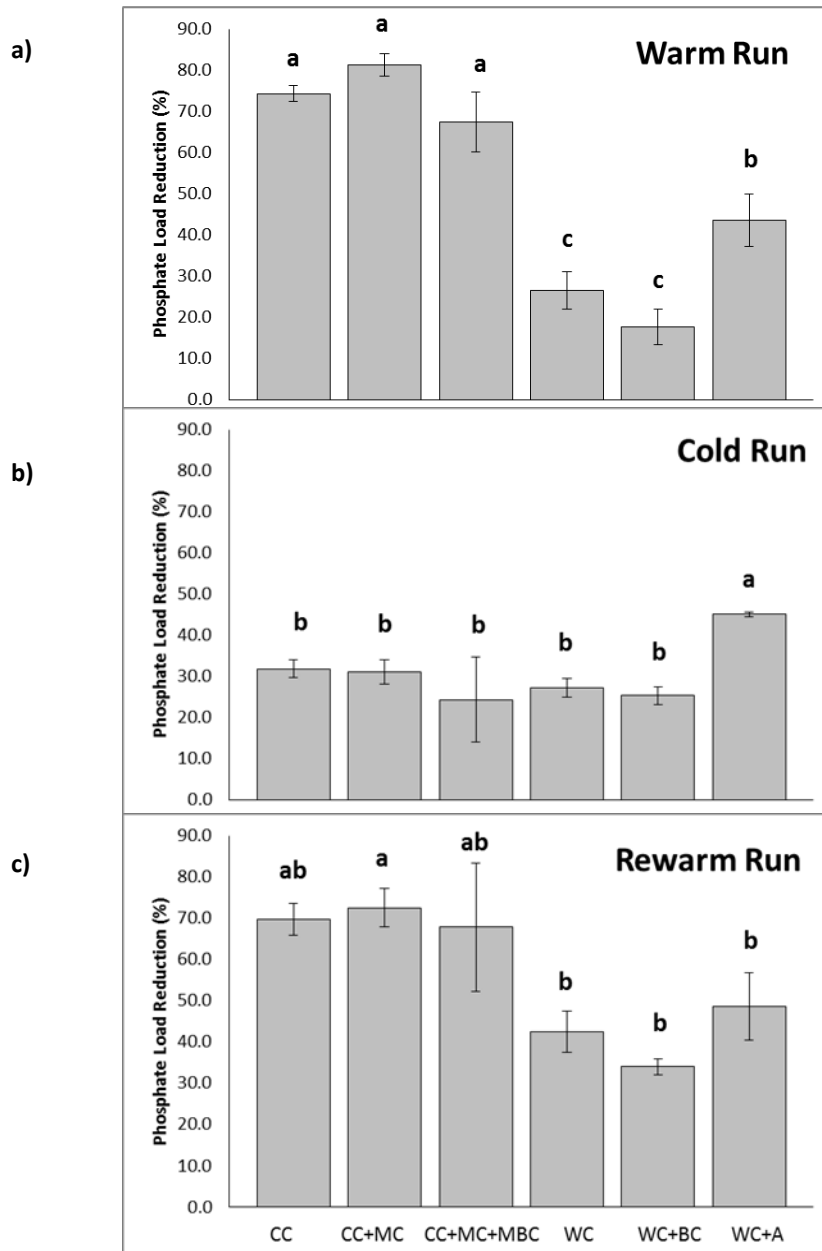 a)
Warm Run
Phosphate Load Reduction (%)
90.0
80.0
70.0
60.0
50.0
40.0
30.0
20.0
10.0
0.0
a
a
a
c
c
b
b)
Cold Run
Phosphate Load Reduction (%)
90.0
80.0
70.0
60.0
50.0
40.0
30.0
20.0
10.0
0.0
b
b
b
b
b
a
c)
Rewarm Run
Phosphate Load Reduction (%)
90.0
80.0
70.0
60.0
50.0
40.0
30.0
20.0
10.0
0.0
ab
a
ab
b
b
b
CC CC+MC CC+MC+MBC WC WC+BC WC+A